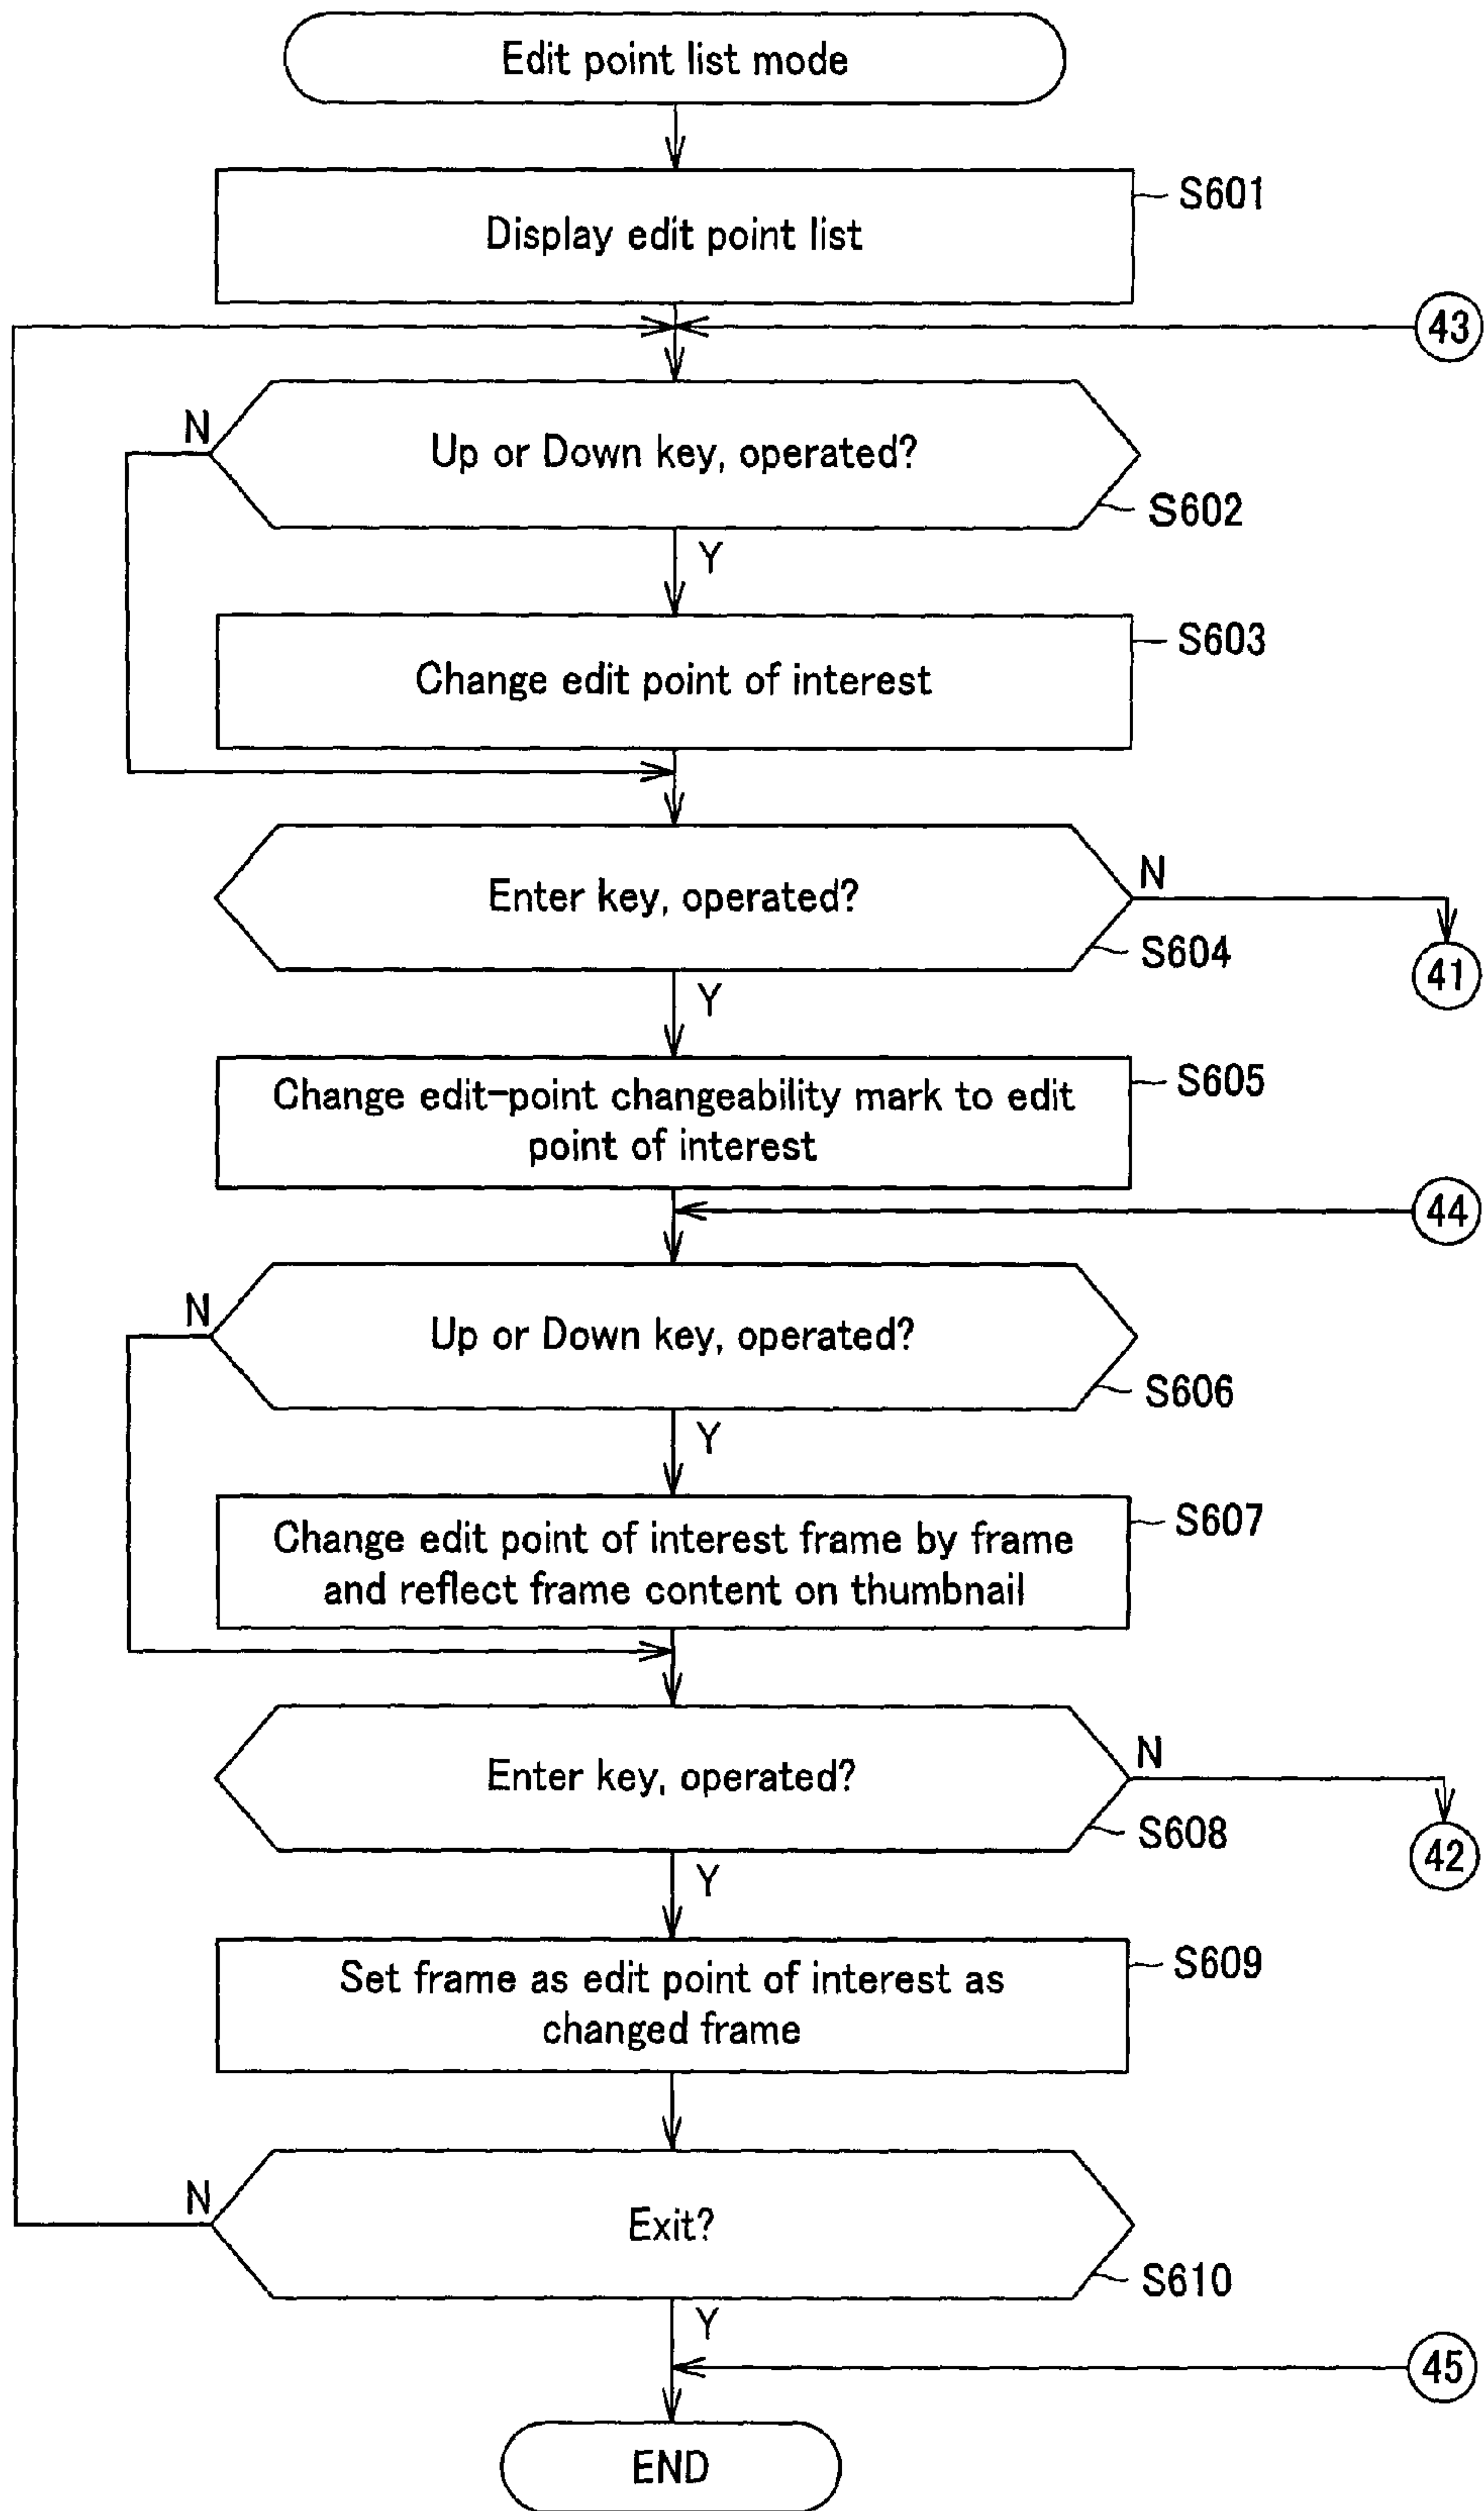 Edit point list mode
S601
Display edit point list
43
N
Up or Down key, operated?
S602
Y
S603
Change edit point of interest
N
Enter key, operated?
S604
41
Y
S605
Change edit-point changeability mark to edit
point of interest
44
N
Up or Down key, operated?
S606
Y
S607
Change edit point of interest frame by frame
and reflect frame content on thumbnail
N
Enter key, operated?
S608
42
Y
S609
Set frame as edit point of interest as
changed frame
N
Exit?
S610
Y
45
END